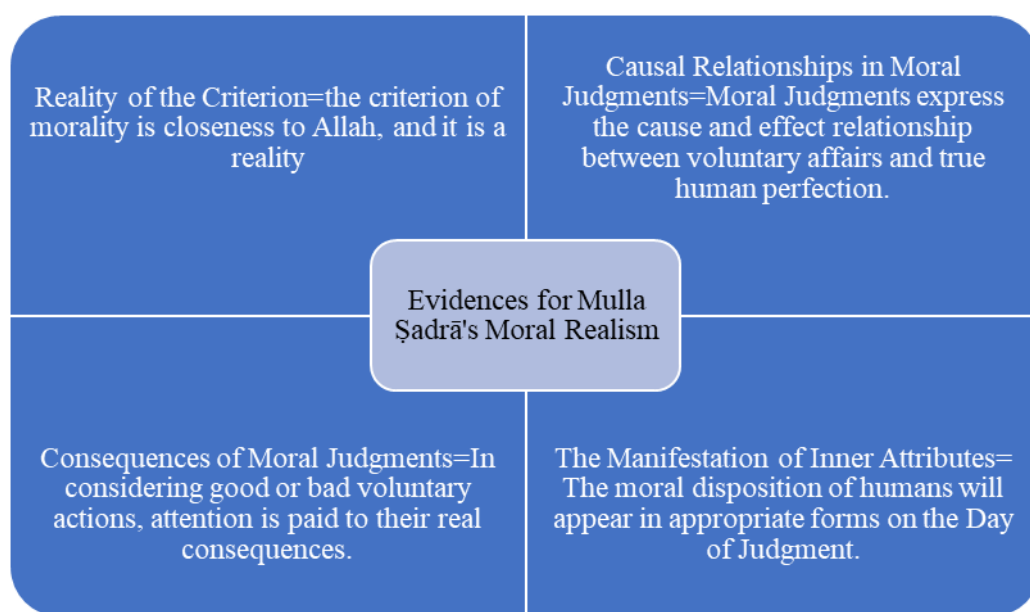 Reality of the Criterion=the criterion of
morality is closeness to Allah, and it is a
reality
Causal Relationships in Moral
Judgments=Moral Judgments express
the cause and effect relationship
between voluntary affairs and true
human perfection.
Evidences for Mulla
Ṣadrā's Moral Realism
Consequences of Moral Judgments=In
considering good or bad voluntary
actions, attention is paid to their real
consequences.
The Manifestation of Inner Attributes=
The moral disposition of humans will
appear in appropriate forms on the Day
of Judgment.